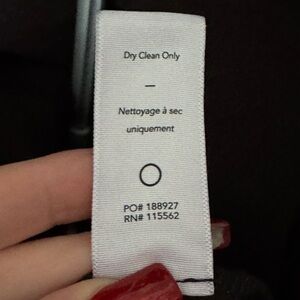 Dry Clean Only
—
Nettoyage à sec
uniquement
PO# 188927
RN# 115562